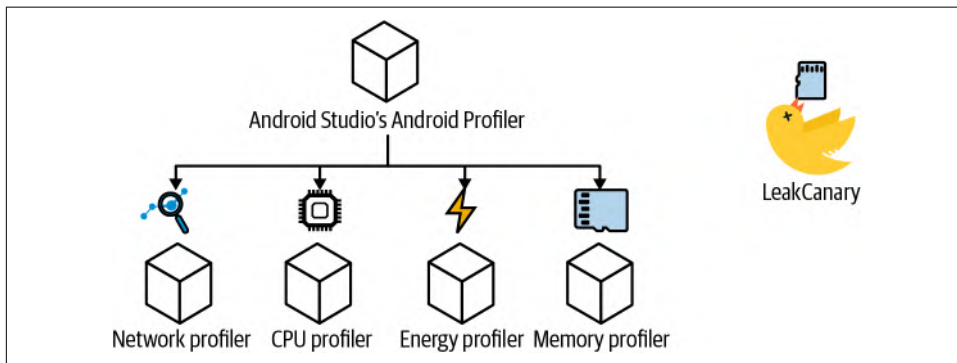 Android Studio's Android Profiler
LeakCanary
Network profiler
CPU profiler
Energy profiler
Memory profiler